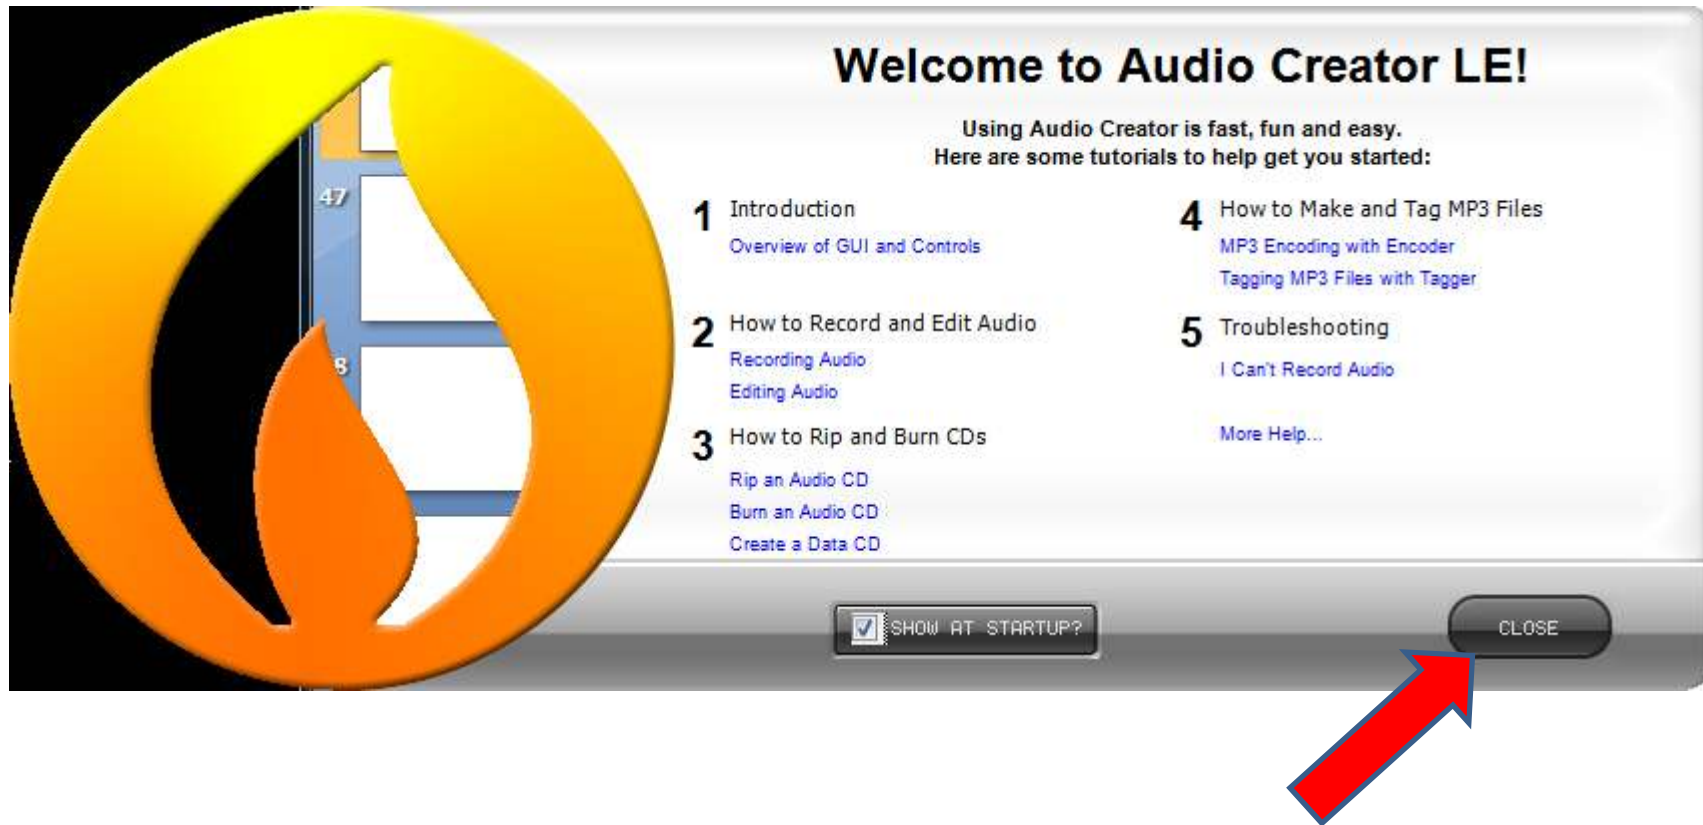 Welcome to Audio Creator LE!
Using Audio Creator is fast, fun and easy.
Here are some tutorials to help get you started:
47
8
1 Introduction
Overview of GUI and Controls
2 How to Record and Edit Audio
Recording Audio
Editing Audio
3 How to Rip and Burn CDs
Rip an Audio CD
Burn an Audio CD
Create a Data CD
4 How to Make and Tag MP3 Files
MP3 Encoding with Encoder
Tagging MP3 Files with Tagger
5 Troubleshooting
I Can't Record Audio
More Help...
SHOW AT STARTUP?
CLOSE